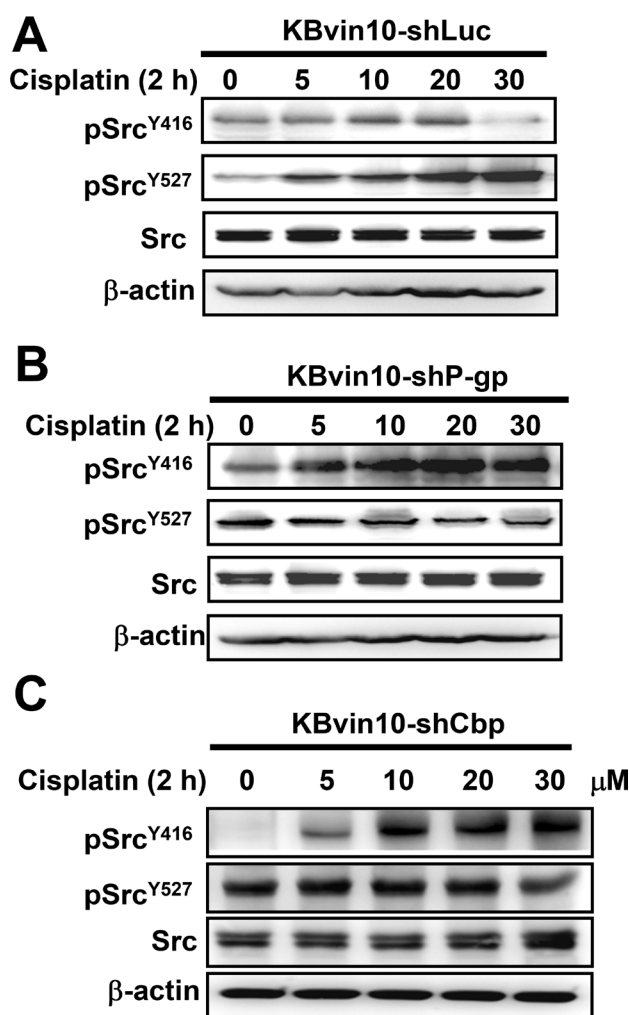 A
KBvin10-shLuc
Cisplatin (2 h) 0 5 10 20 30
pSrcY416
pSrcY527
Src
β-actin
B
KBvin10-shP-gp
Cisplatin (2 h) 0 5 10 20 30
pSrcY416
pSrcY527
Src
β-actin
C
KBvin10-shCbp
Cisplatin (2 h) 0 5 10 20 30 μM
pSrcY416
pSrcY527
Src
β-actin